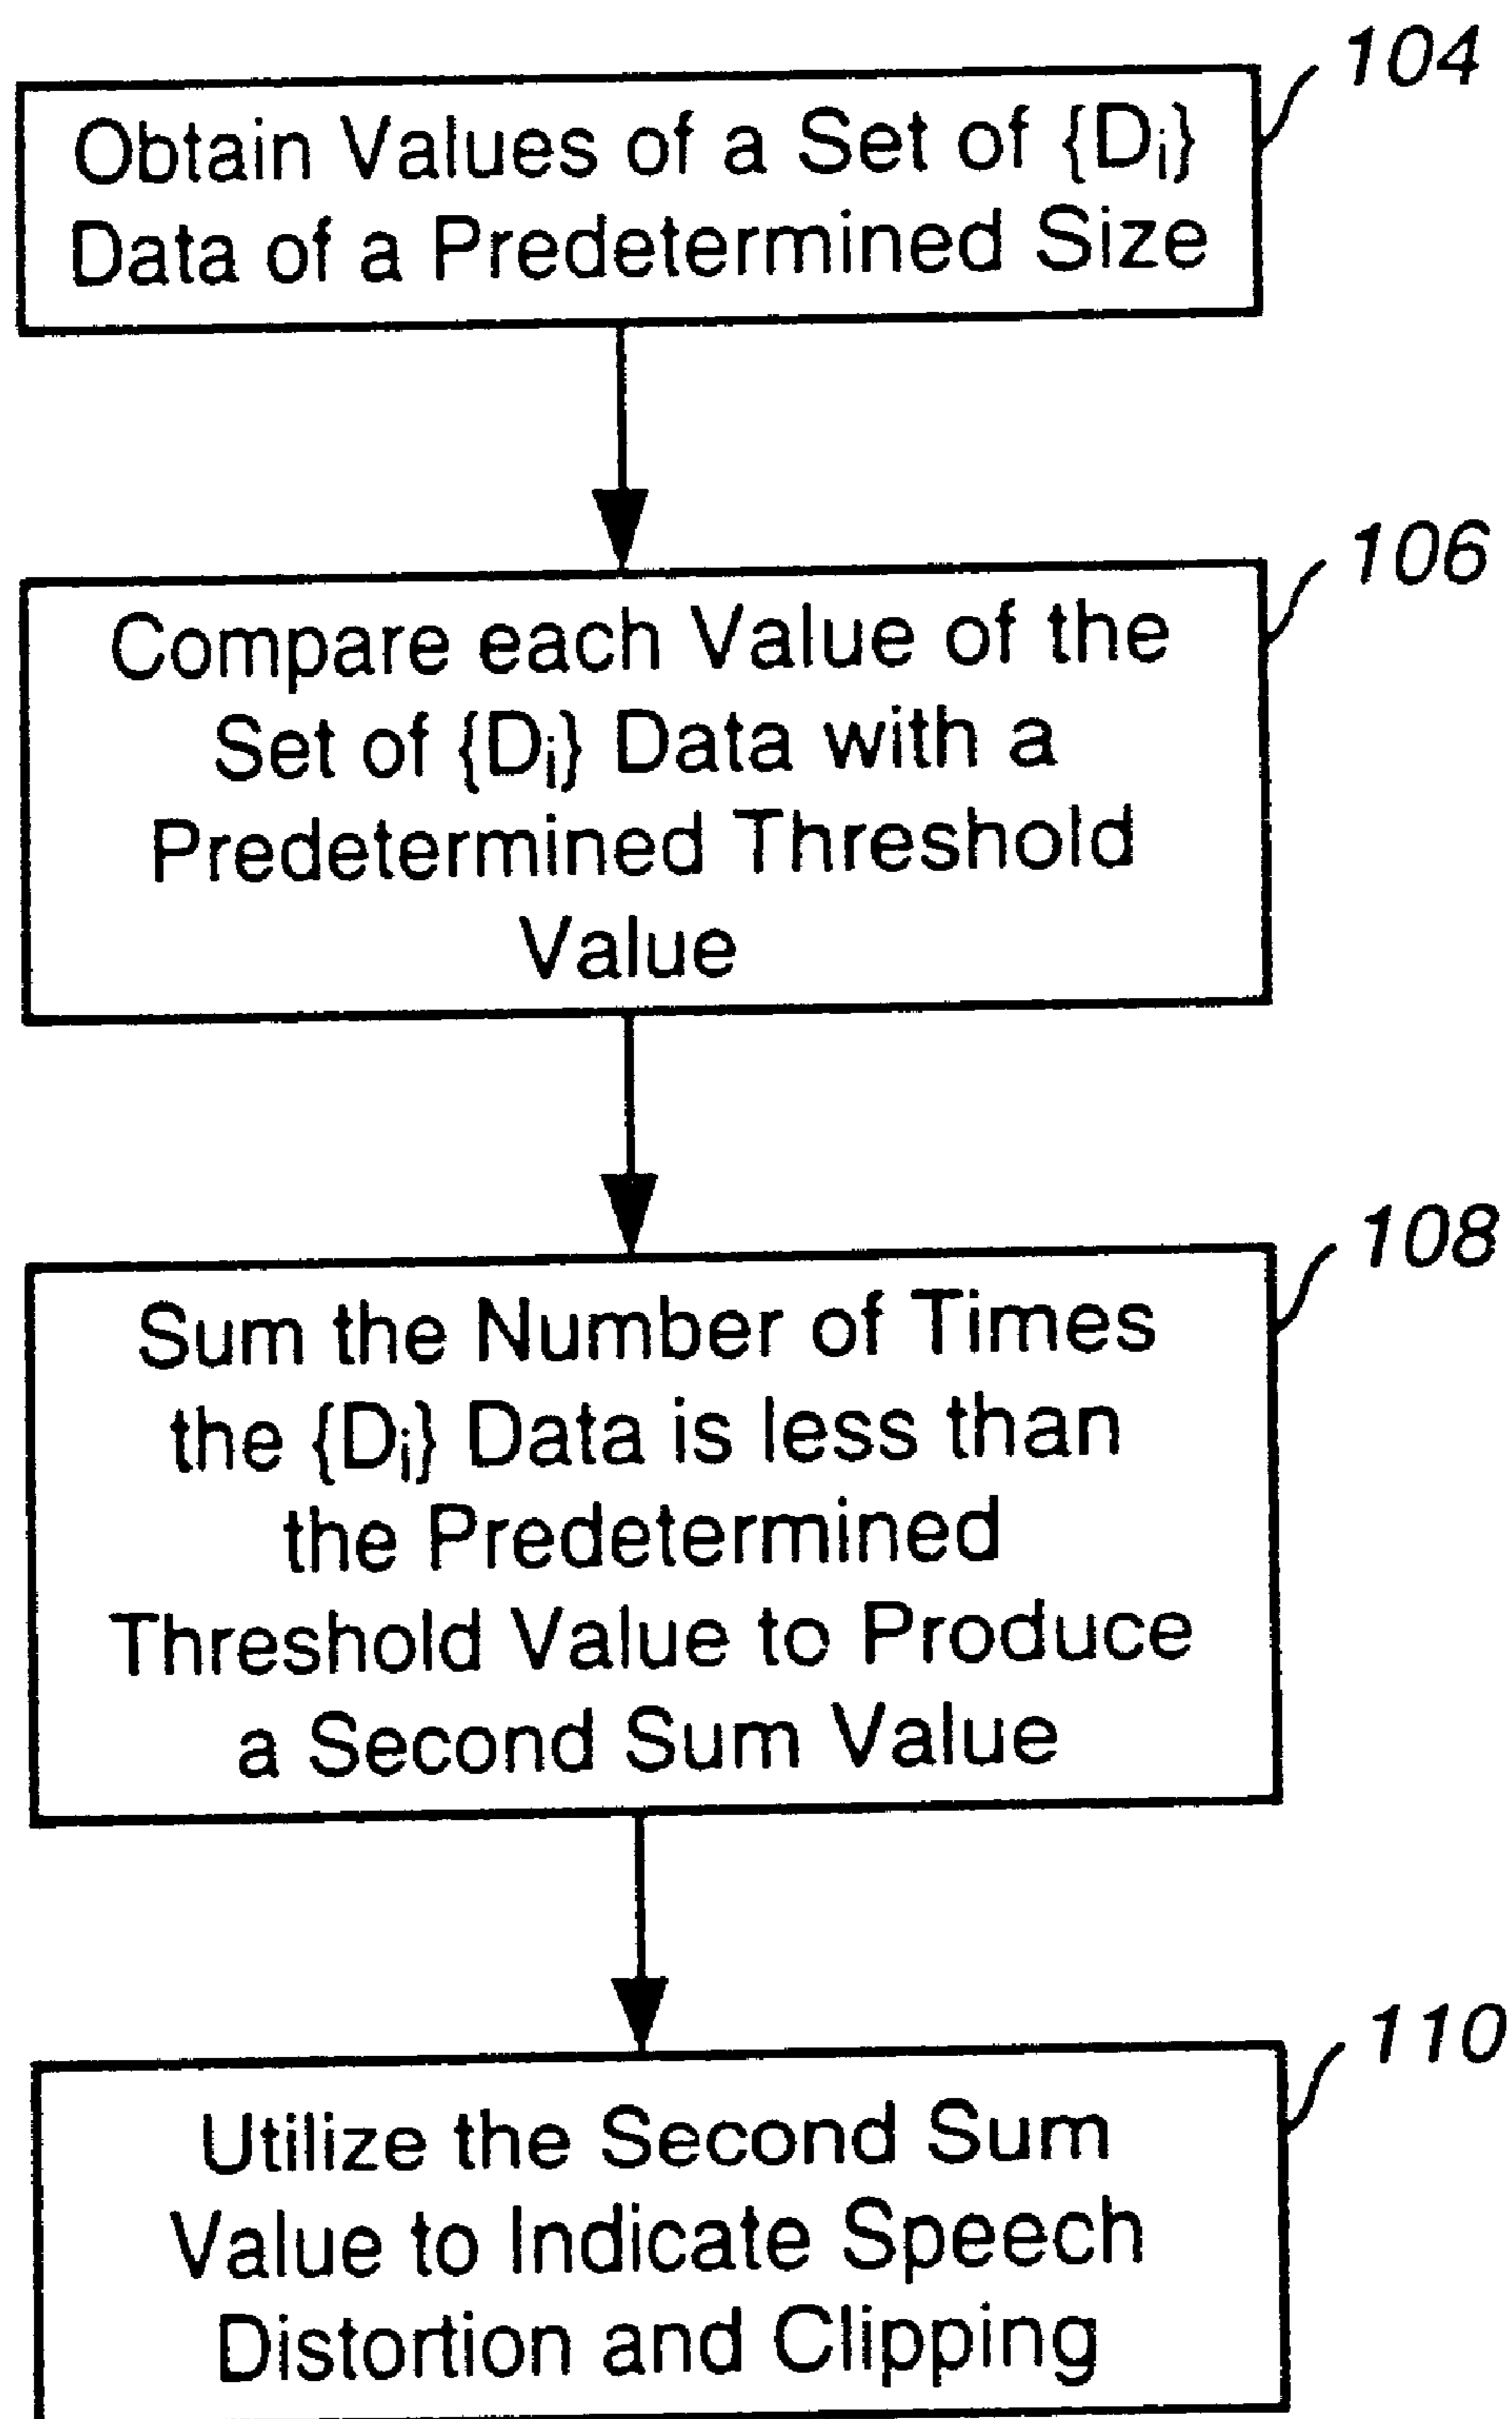 104
Obtain Values of a Set of {Di}
Data of a Predetermined Size
106
Compare each Value of the
Set of {Di} Data with a
Predetermined Threshold
Value
108
Sum the Number of Times
the {Di} Data is less than
the Predetermined
Threshold Value to Produce
a Second Sum Value
110
Utilize the Second Sum
Value to Indicate Speech
Distortion and Clipping